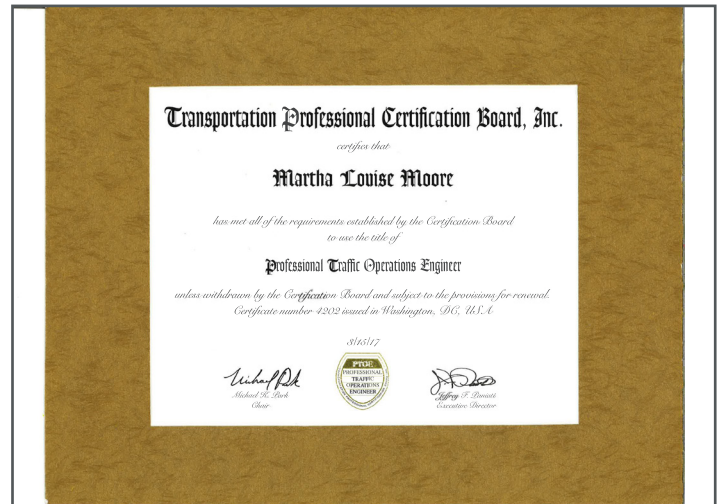 Transportation Professional Certification Board, Inc.
certifies that
Martha Louise Moore
has met all of the requirements established by the Certification Board
to use the title of
Professional Traffic Operations Engineer
unless withdrawn by the Certification Board and subject to the provisions for renewal.
Certificate number 4202 issued in Washington, DC, USA
3/15/17
PTOE
PROFESSIONAL
TRAFFIC
OPERATIONS
ENGINEER
Michael R. Park
Chair
Jeffrey F. Paniati
Executive Director